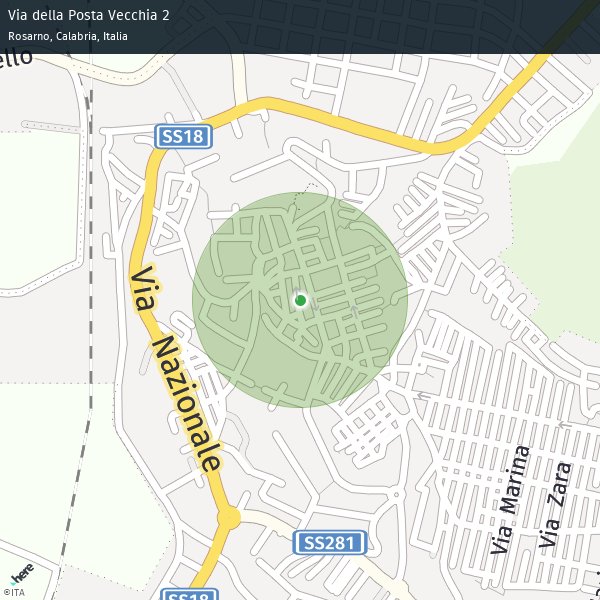 Via della Posta Vecchia 2
Rosarno, Calabria, Italia
ello
SS18
Via Nazionale
Via Marina
Via Zara
SS281
SS18
here
©ITA